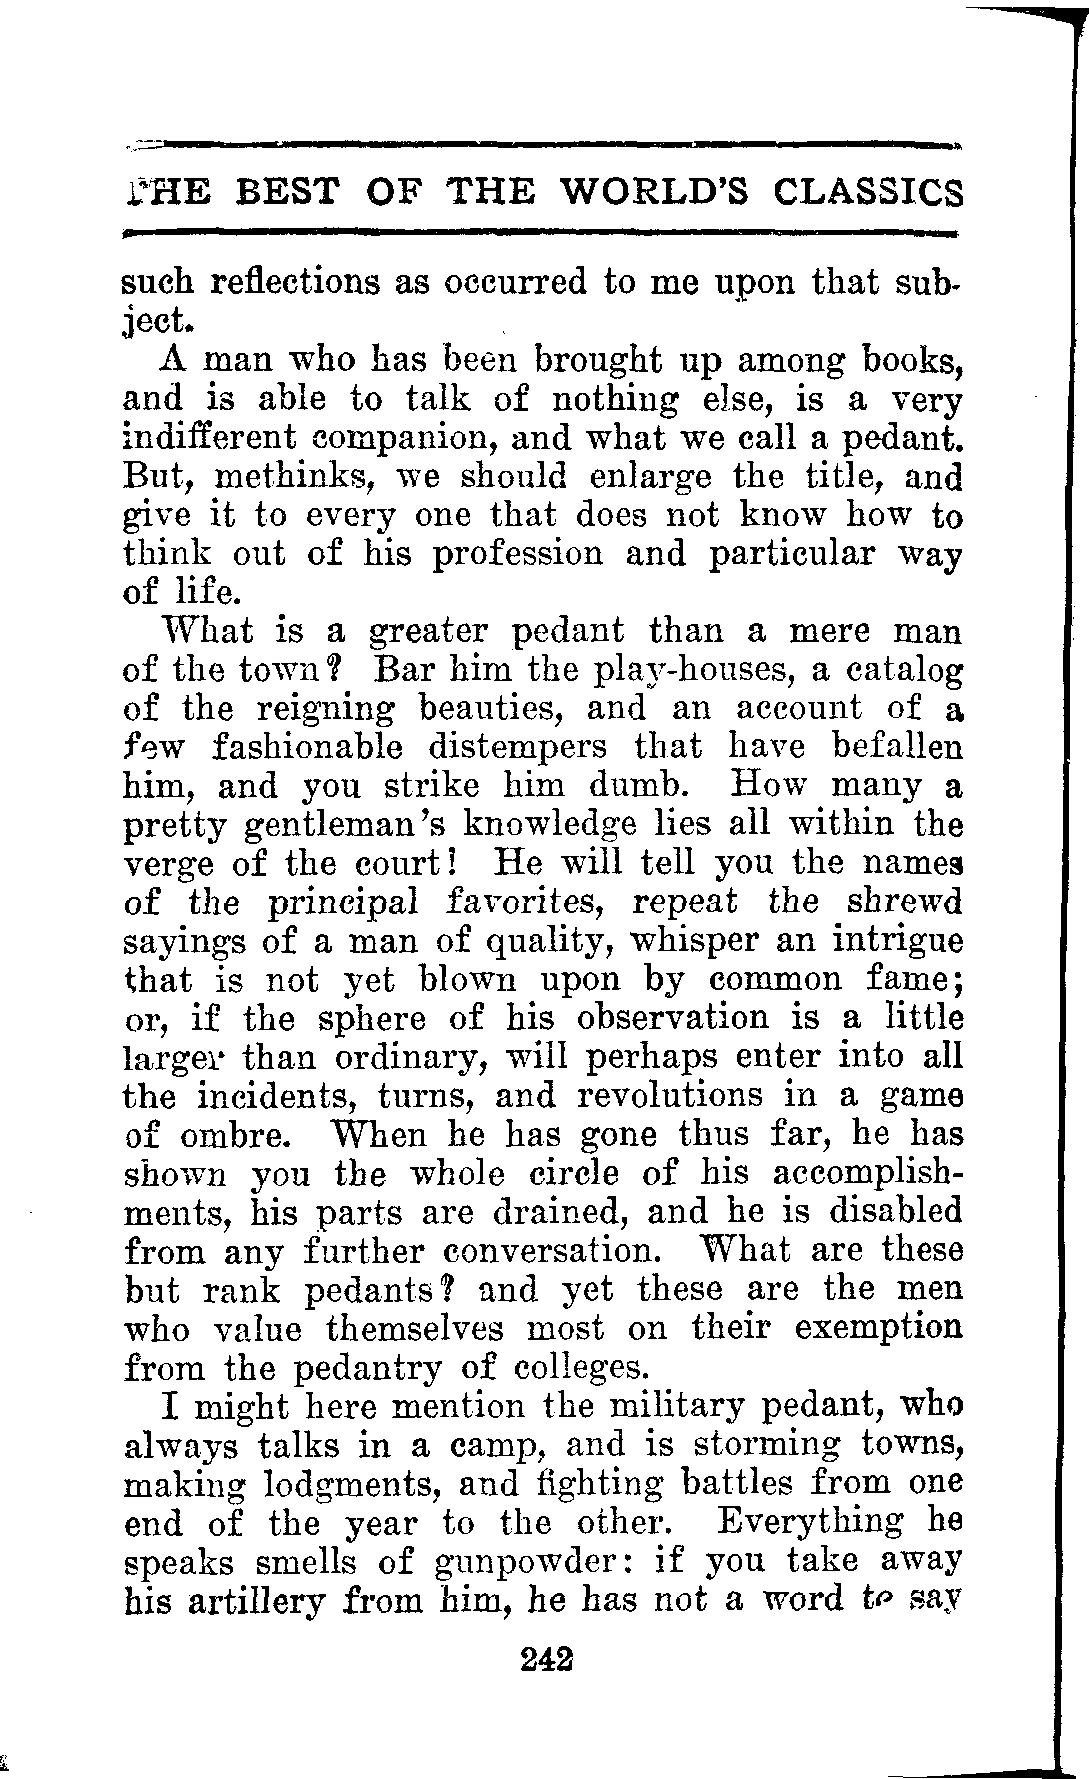 THE BEST OF THE WORLD'S CLASSICS
such reflections as occurred to me upon that sub-
ject.
A man who has been brought up among books,
and is able to talk of nothing else, is a very
indifferent companion, and what we call a pedant.
But, methinks, we should enlarge the title, and
give it to every one that does not know how to
think out of his profession and particular way
of life.
What is a greater pedant than a mere man
of the town? Bar him the play-houses, a catalog
of the reigning beauties, and an account of a
few fashionable distempers that have befallen
him, and you strike him dumb. How many a
pretty gentleman's knowledge lies all within the
verge of the court! He will tell you the names
of the principal favorites, repeat the shrewd
sayings of a man of quality, whisper an intrigue
that is not yet blown upon by common fame;
or, if the sphere of his observation is a little
larger than ordinary, will perhaps enter into all
the incidents, turns, and revolutions in a game
of ombre. When he has gone thus far, he has
shown you the whole circle of his accomplish-
ments, his parts are drained, and he is disabled
from any further conversation. What are these
but rank pedants? and yet these are the men
who value themselves most on their exemption
from the pedantry of colleges.
I might here mention the military pedant, who
always talks in a camp, and is storming towns,
making lodgments, and fighting battles from one
end of the year to the other. Everything he
speaks smells of gunpowder: if you take away
his artillery from him, he has not a word to say
242